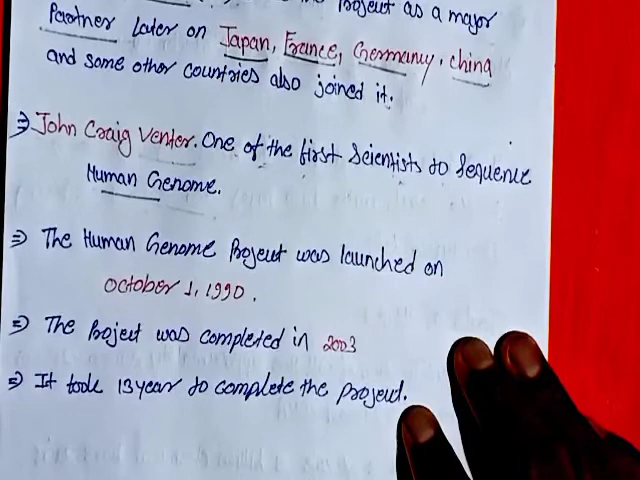 Project as a major
Partner Later on Japan, France, Germany, China
and some other countries also joined it.
⇒ John Craig Venter. One of the first Scientists to Sequence
Human Genome.
⇒ The Human Genome Project was launched on
October 1, 1990.
⇒ The Project was completed in 2003
⇒ It took 13 year to complete the project.